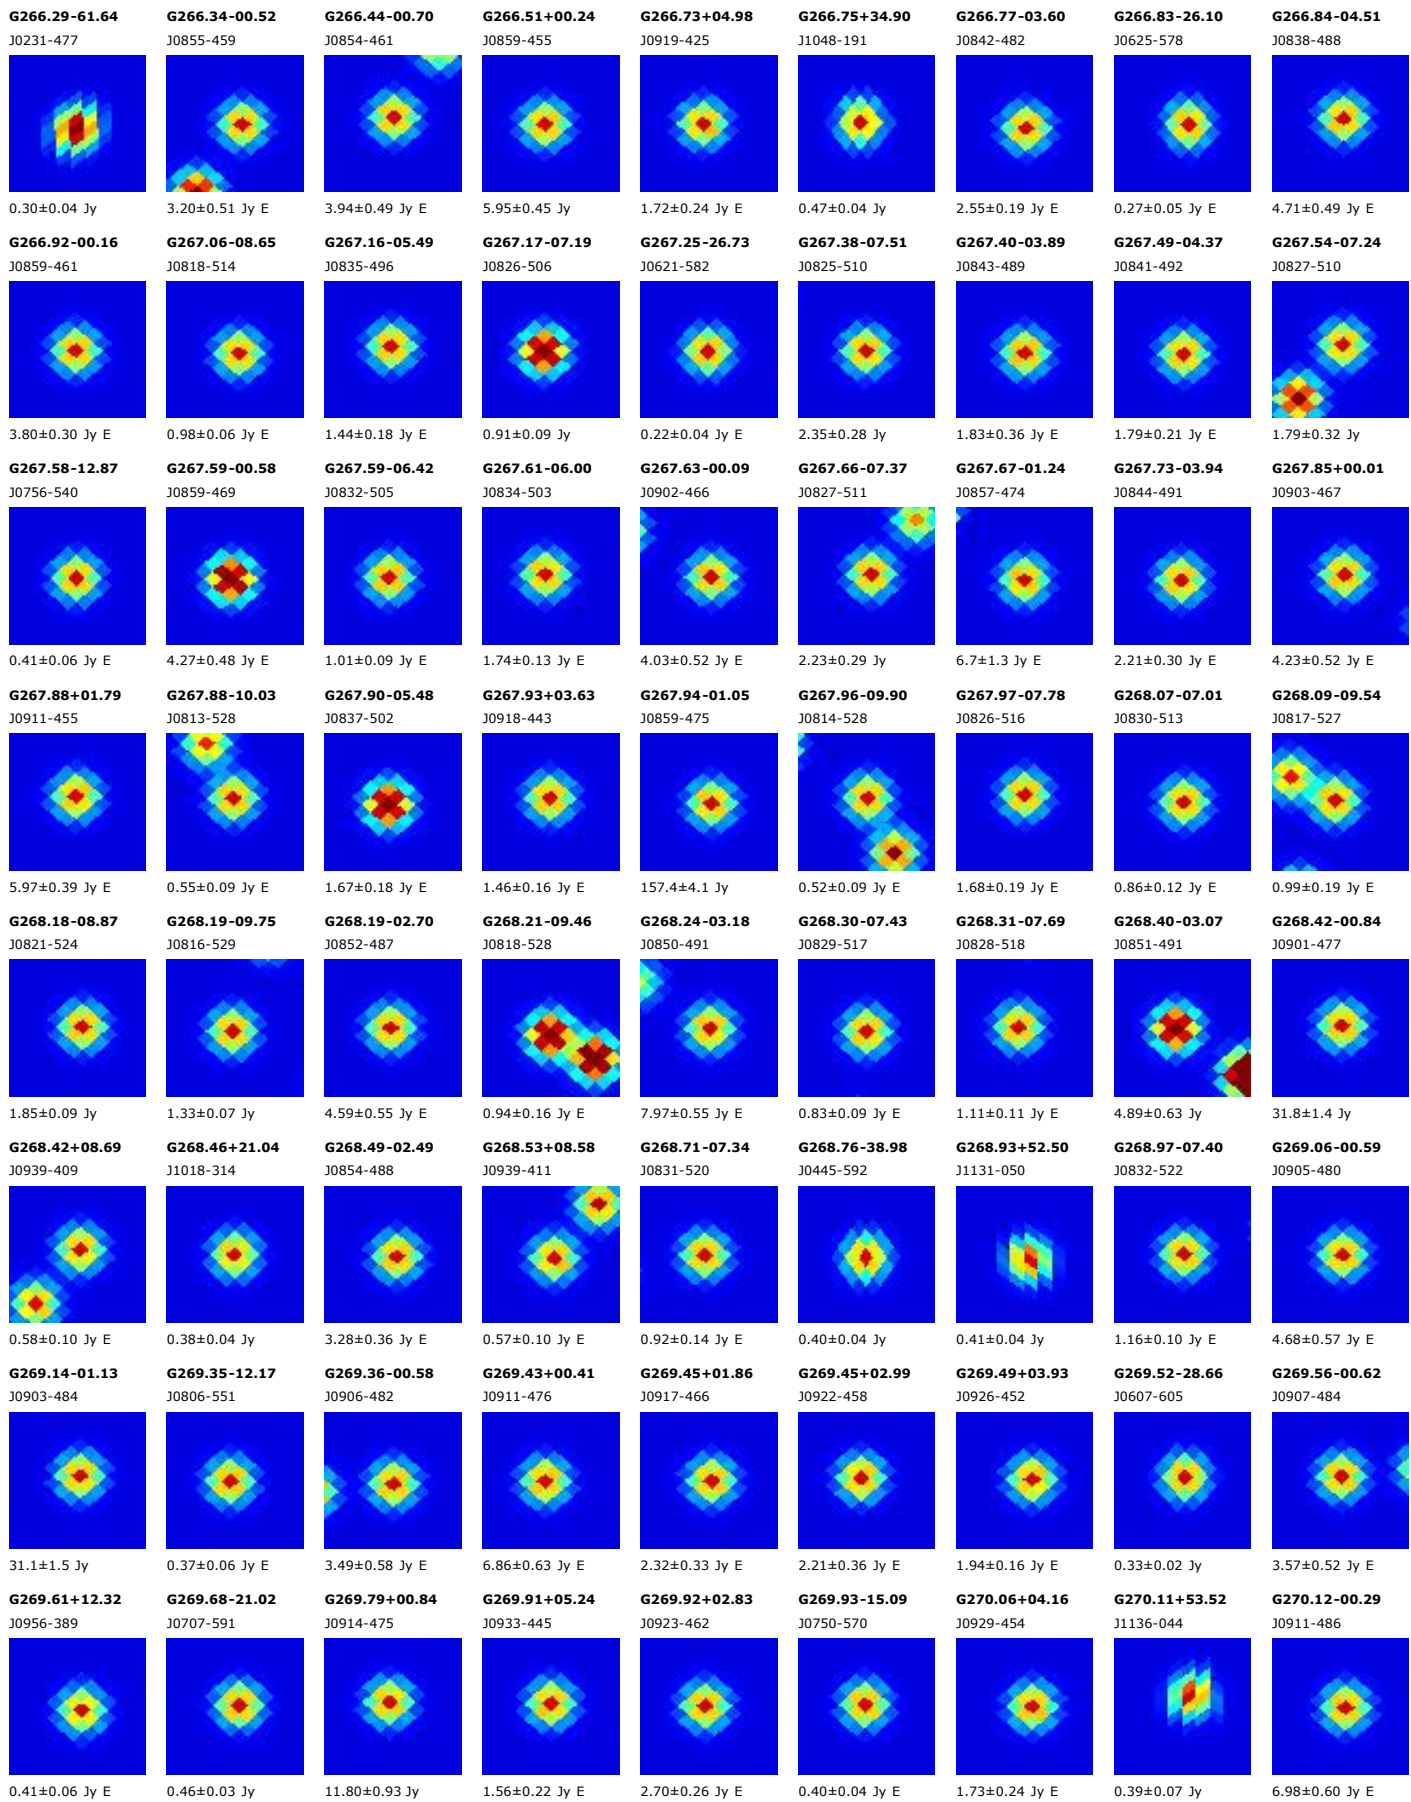 G266.29-61.64 G266.34-00.52 G266.44-00.70 G266.51+00.24 G266.73+04.98 G266.75+34.90 G266.77-03.60 G266.83-26.10 G266.84-04.51
J0231-477 J0855-459 J0854-461 J0859-455 J0919-425 J1048-191 J0842-482 J0625-578 J0838-488
0.30±0.04 Jy 3.20±0.51 Jy E 3.94±0.49 Jy E 5.95±0.45 Jy 1.72±0.24 Jy E 0.47±0.04 Jy 2.55±0.19 Jy E 0.27±0.05 Jy E 4.71±0.49 Jy E
G266.92-00.16 G267.06-08.65 G267.16-05.49 G267.17-07.19 G267.25-26.73 G267.38-07.51 G267.40-03.89 G267.49-04.37 G267.54-07.24
J0859-461 J0818-514 J0835-496 J0826-506 J0621-582 J0825-510 J0843-489 J0841-492 J0827-510
3.80±0.30 Jy E 0.98±0.06 Jy E 1.44±0.18 Jy E 0.91±0.09 Jy 0.22±0.04 Jy E 2.35±0.28 Jy 1.83±0.36 Jy E 1.79±0.21 Jy E 1.79±0.32 Jy
G267.58-12.87 G267.59-00.58 G267.59-06.42 G267.61-06.00 G267.63-00.09 G267.66-07.37 G267.67-01.24 G267.73-03.94 G267.85+00.01
J0756-540 J0859-469 J0832-505 J0834-503 J0902-466 J0827-511 J0857-474 J0844-491 J0903-467
0.41±0.06 Jy E 4.27±0.48 Jy E 1.01±0.09 Jy E 1.74±0.13 Jy E 4.03±0.52 Jy E 2.23±0.29 Jy 6.7±1.3 Jy E 2.21±0.30 Jy E 4.23±0.52 Jy E
G267.88+01.79 G267.88-10.03 G267.90-05.48 G267.93+03.63 G267.94-01.05 G267.96-09.90 G267.97-07.78 G268.07-07.01 G268.09-09.54
J0911-455 J0813-528 J0837-502 J0918-443 J0859-475 J0814-528 J0826-516 J0830-513 J0817-527
5.97±0.39 Jy E 0.55±0.09 Jy E 1.67±0.18 Jy E 1.46±0.16 Jy E 157.4±4.1 Jy 0.52±0.09 Jy E 1.68±0.19 Jy E 0.86±0.12 Jy E 0.99±0.19 Jy E
G268.18-08.87 G268.19-09.75 G268.19-02.70 G268.21-09.46 G268.24-03.18 G268.30-07.43 G268.31-07.69 G268.40-03.07 G268.42-00.84
J0821-524 J0816-529 J0852-487 J0818-528 J0850-491 J0829-517 J0828-518 J0851-491 J0901-477
1.85±0.09 Jy 1.33±0.07 Jy 4.59±0.55 Jy E 0.94±0.16 Jy E 7.97±0.55 Jy E 0.83±0.09 Jy E 1.11±0.11 Jy E 4.89±0.63 Jy 31.8±1.4 Jy
G268.42+08.69 G268.46+21.04 G268.49-02.49 G268.53+08.58 G268.71-07.34 G268.76-38.98 G268.93+52.50 G268.97-07.40 G269.06-00.59
J0939-409 J1018-314 J0854-488 J0939-411 J0831-520 J0445-592 J1131-050 J0832-522 J0905-480
0.58±0.10 Jy E 0.38±0.04 Jy 3.28±0.36 Jy E 0.57±0.10 Jy E 0.92±0.14 Jy E 0.40±0.04 Jy 0.41±0.04 Jy 1.16±0.10 Jy E 4.68±0.57 Jy E
G269.14-01.13 G269.35-12.17 G269.36-00.58 G269.43+00.41 G269.45+01.86 G269.45+02.99 G269.49+03.93 G269.52-28.66 G269.56-00.62
J0903-484 J0806-551 J0906-482 J0911-476 J0917-466 J0922-458 J0926-452 J0607-605 J0907-484
31.1±1.5 Jy 0.37±0.06 Jy E 3.49±0.58 Jy E 6.86±0.63 Jy E 2.32±0.33 Jy E 2.21±0.36 Jy E 1.94±0.16 Jy E 0.33±0.02 Jy 3.57±0.52 Jy E
G269.61+12.32 G269.68-21.02 G269.79+00.84 G269.91+05.24 G269.92+02.83 G269.93-15.09 G270.06+04.16 G270.11+53.52 G270.12-00.29
J0956-389 J0707-591 J0914-475 J0933-445 J0923-462 J0750-570 J0929-454 J1136-044 J0911-486
0.41±0.06 Jy E 0.46±0.03 Jy 11.80±0.93 Jy 1.56±0.22 Jy E 2.70±0.26 Jy E 0.40±0.04 Jy E 1.73±0.24 Jy E 0.39±0.07 Jy 6.98±0.60 Jy E